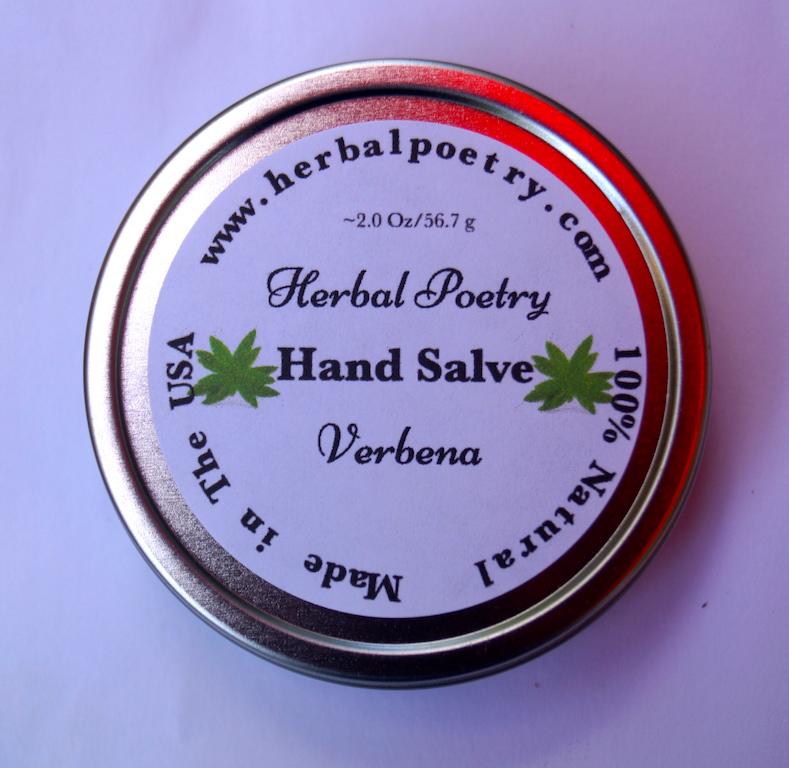 www.herbalpoetry.com
~2.0 Oz/56.7 g
Herbal Poetry
Hand Salve
Verbena
100% Natural
Made in The USA